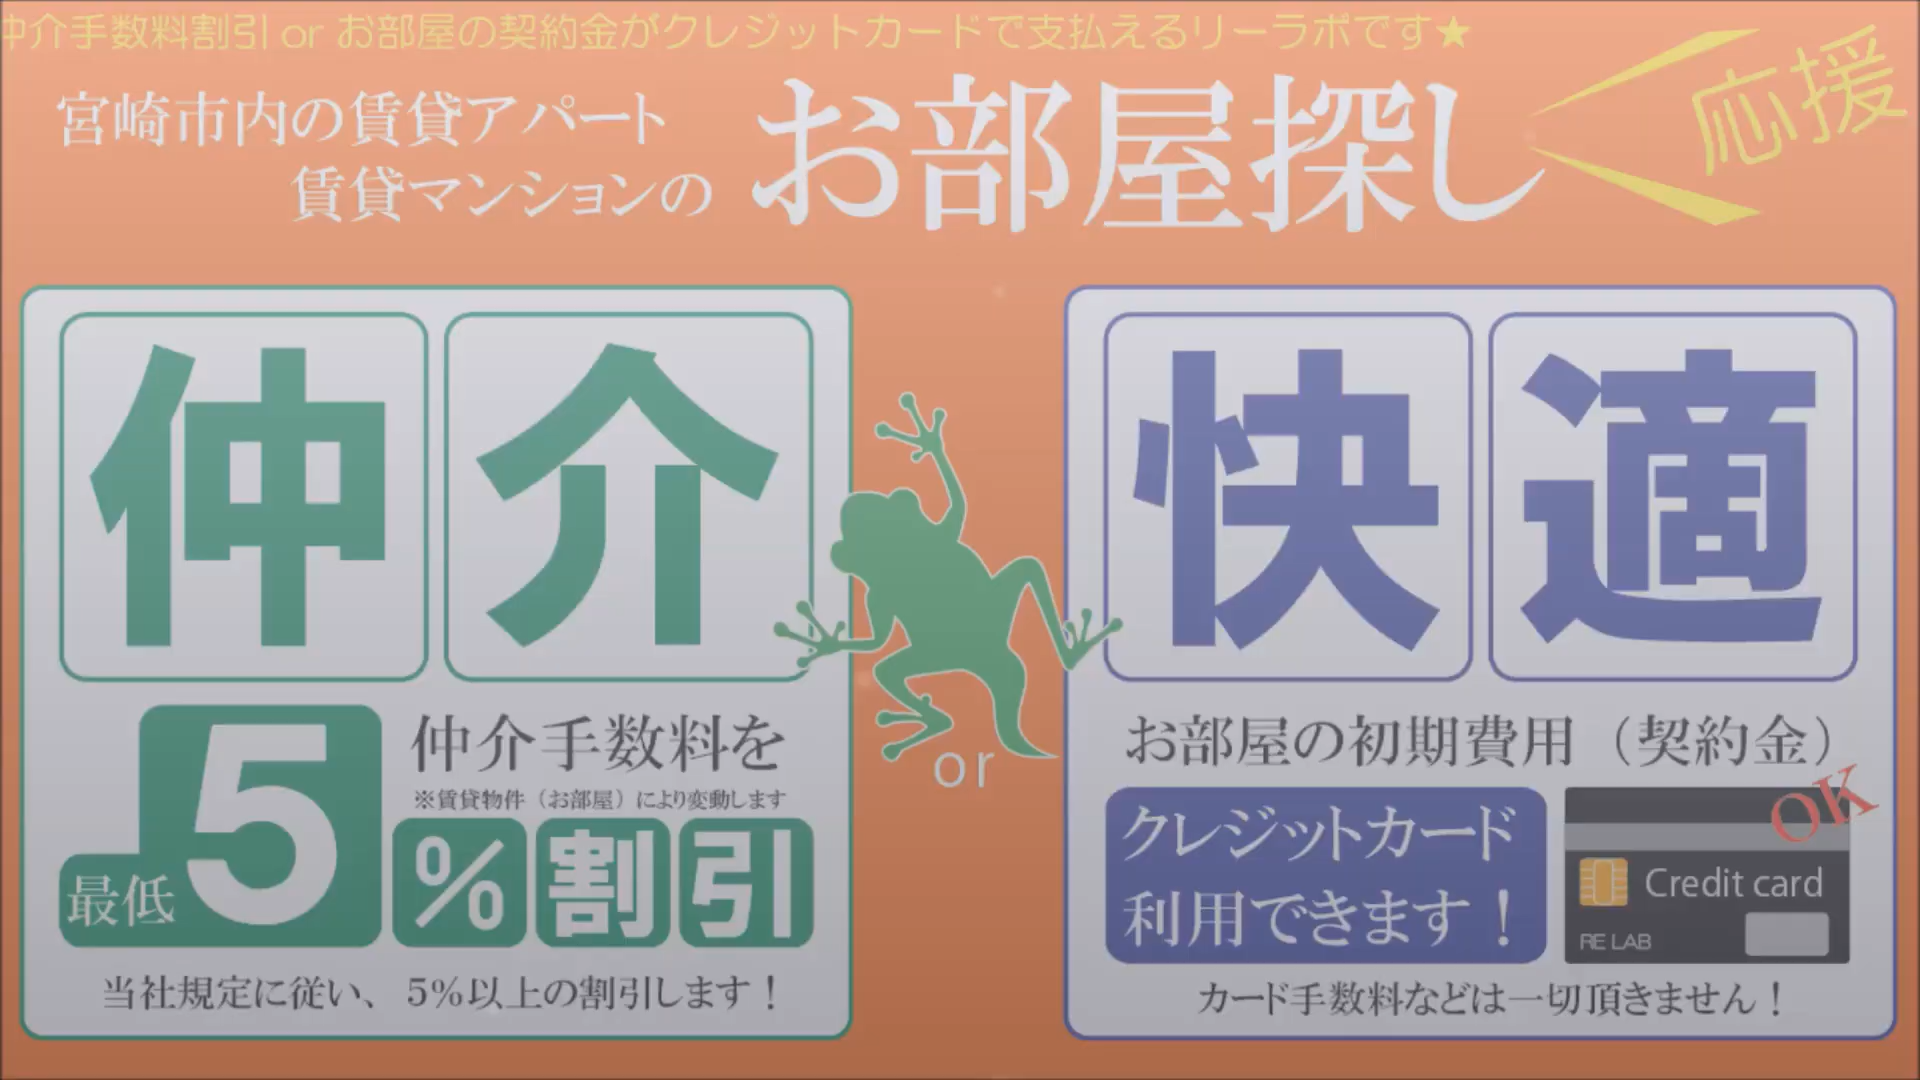 仲介手数料割引 or お部屋の契約金がクレジットカードで支払えるリーラボです★
宮崎市内の賃貸アパート
賃貸マンションの
お部屋探し
応援
仲介
仲介手数料を
※賃貸物件（お部屋）により変動します
最低5%割引
当社規定に従い、5%以上の割引します！
or
快適
お部屋の初期費用（契約金）
クレジットカード
利用できます！
OK
Credit card
RE LAB
カード手数料などは一切頂きません！